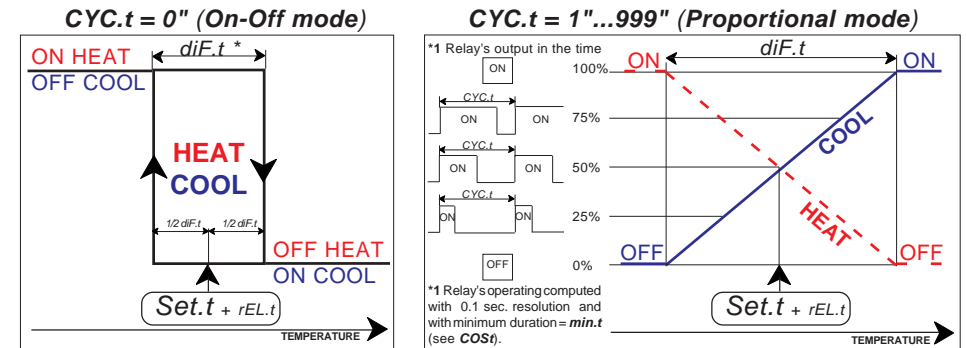 CYC.t = 0" (On-Off mode)
diF.t *
ON HEAT
OFF COOL
HEAT
COOL
1/2 diF.t 1/2 diF.t
OFF HEAT
ON COOL
Set.t + rEL.t
TEMPERATURE
CYC.t = 1"...999" (Proportional mode)
*1 Relay's output in the time
ON
CYC.t
ON ON
CYC.t
ON ON
CYC.t
ON ON
OFF
*1 Relay's operating computed
with 0.1 sec. resolution and
with minimum duration = min.t
(see COSt).
100%
75%
50%
25%
0%
diF.t
ON ON
COOL
HEAT
OFF OFF
Set.t + rEL.t
TEMPERATURE